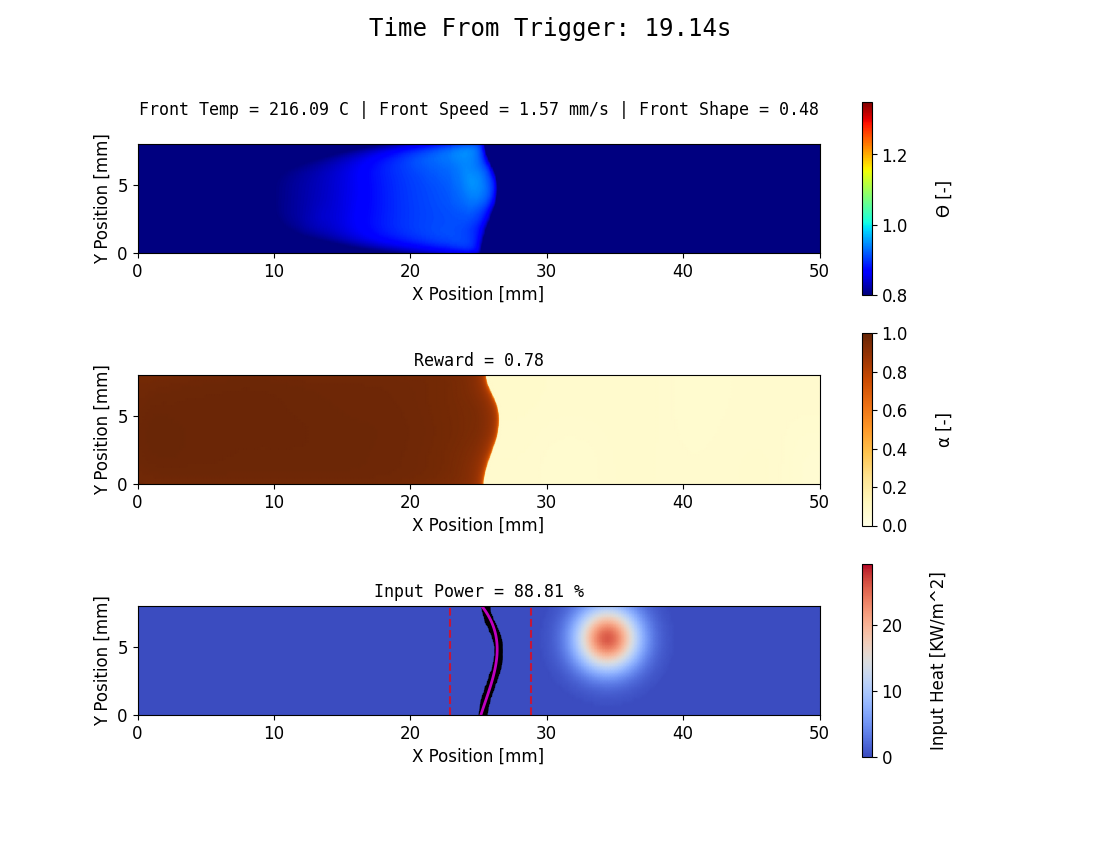 Time From Trigger: 19.14s
Front Temp = 216.09 C | Front Speed = 1.57 mm/s | Front Shape = 0.48
Y Position [mm]
5
0
0 10 20 30 40 50
X Position [mm]
1.2
1.0
0.8
Θ [-]
Reward = 0.78
Y Position [mm]
5
0
0 10 20 30 40 50
X Position [mm]
1.0
0.8
0.6
0.4
0.2
0.0
α [-]
Input Power = 88.81 %
Y Position [mm]
5
0
0 10 20 30 40 50
X Position [mm]
20
10
0
Input Heat [KW/m^2]